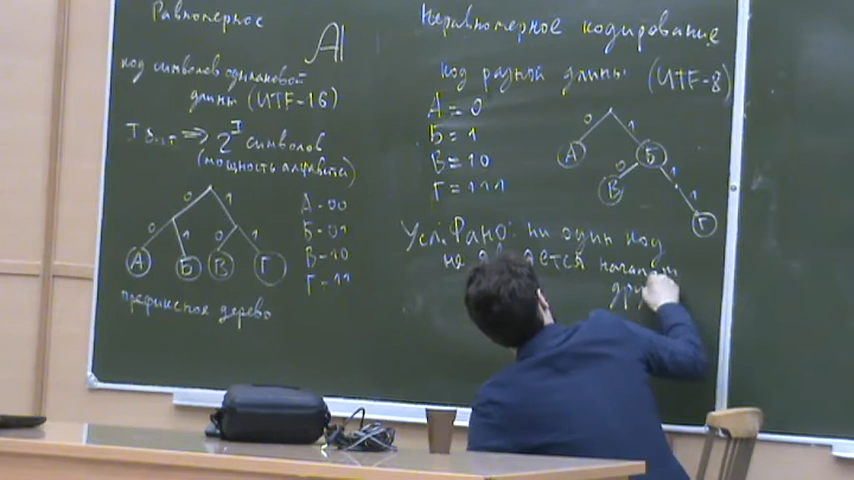 Равномерное
код символов одинаковой
длины (UTF-16)
I бит => 2^I символов
(мощность алфавита)
0 1
0 1 0 1
А Б В Г
А - 00
Б - 01
В - 10
Г - 11
префиксное дерево
Неравномерное кодирование
код разной длины (UTF-8)
А = 0
Б = 1
В = 10
Г = 111
0 1
А Б
0 1
В 1
Г
Усл. Фано: ни один код
не является началом